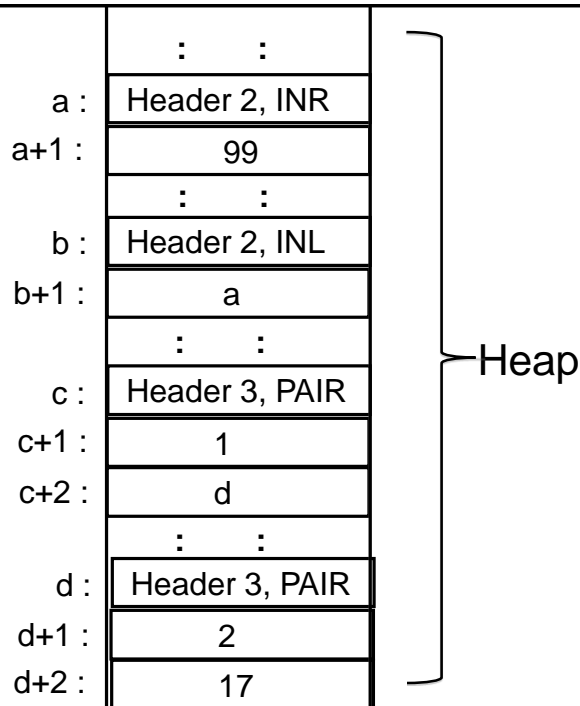 : :
a : Header 2, INR
a+1 : 99
: :
b : Header 2, INL
b+1 : a
: :
Heap
c : Header 3, PAIR
c+1 : 1
c+2 : d
: :
d : Header 3, PAIR
d+1 : 2
d+2 : 17